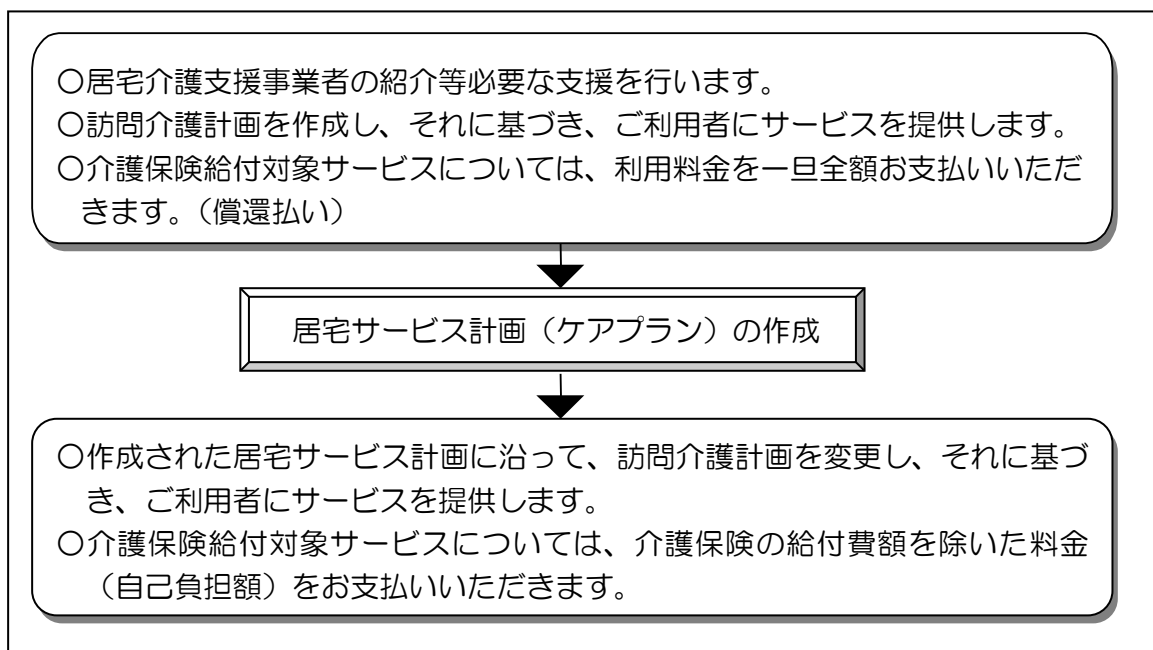 ○居宅介護支援事業者の紹介等必要な支援を行います。
○訪問介護計画を作成し、それに基づき、ご利用者にサービスを提供します。
○介護保険給付対象サービスについては、利用料金を一旦全額お支払いいただ
きます。（償還払い）
居宅サービス計画（ケアプラン）の作成
○作成された居宅サービス計画に沿って、訪問介護計画を変更し、それに基づ
き、ご利用者にサービスを提供します。
○介護保険給付対象サービスについては、介護保険の給付費額を除いた料金
（自己負担額）をお支払いいただきます。